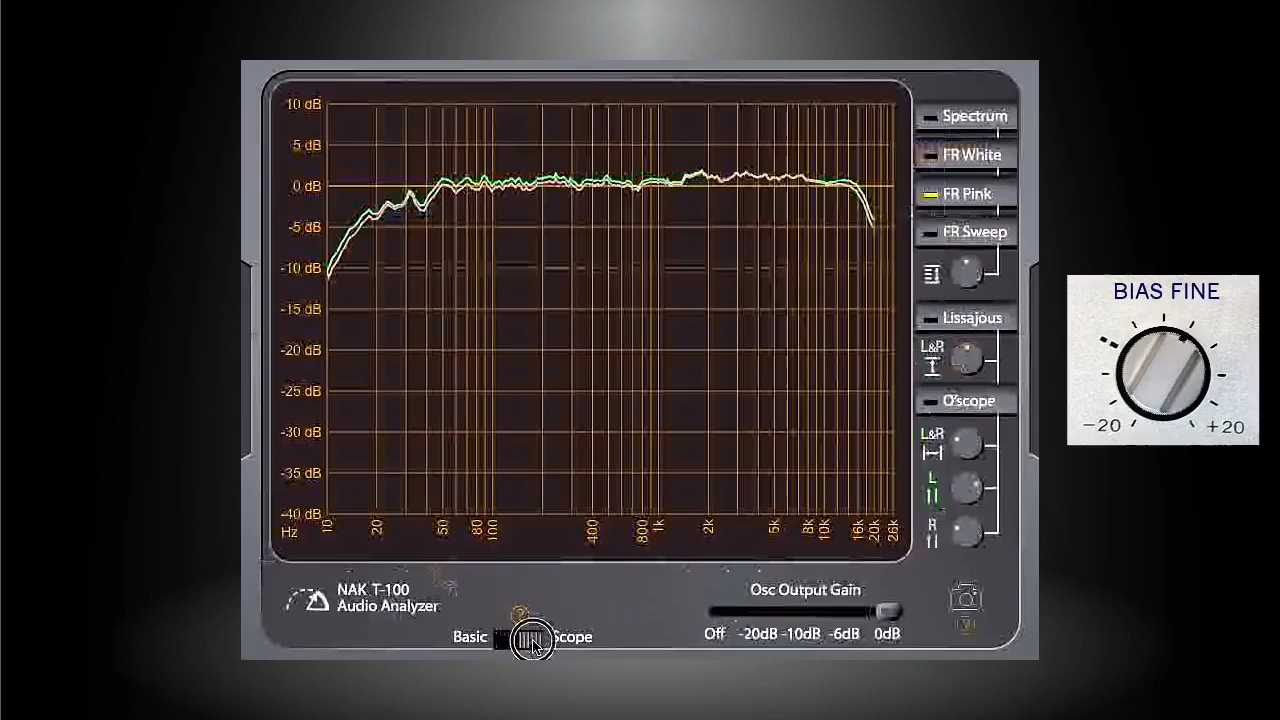 10 dB
5 dB
0 dB
-5 dB
-10 dB
-15 dB
-20 dB
-25 dB
-30 dB
-35 dB
-40 dB
Hz
10 20 50 80 100 400 800 1k 2k 5k 8k 10k 16k 20k 26k
Spectrum
FR White
FR Pink
FR Sweep
Lissajous
L&R
O'scope
L&R
L
R
BIAS FINE
-20 +20
NAK T-100
Audio Analyzer
Basic Scope
Osc Output Gain
Off -20dB -10dB -6dB 0dB